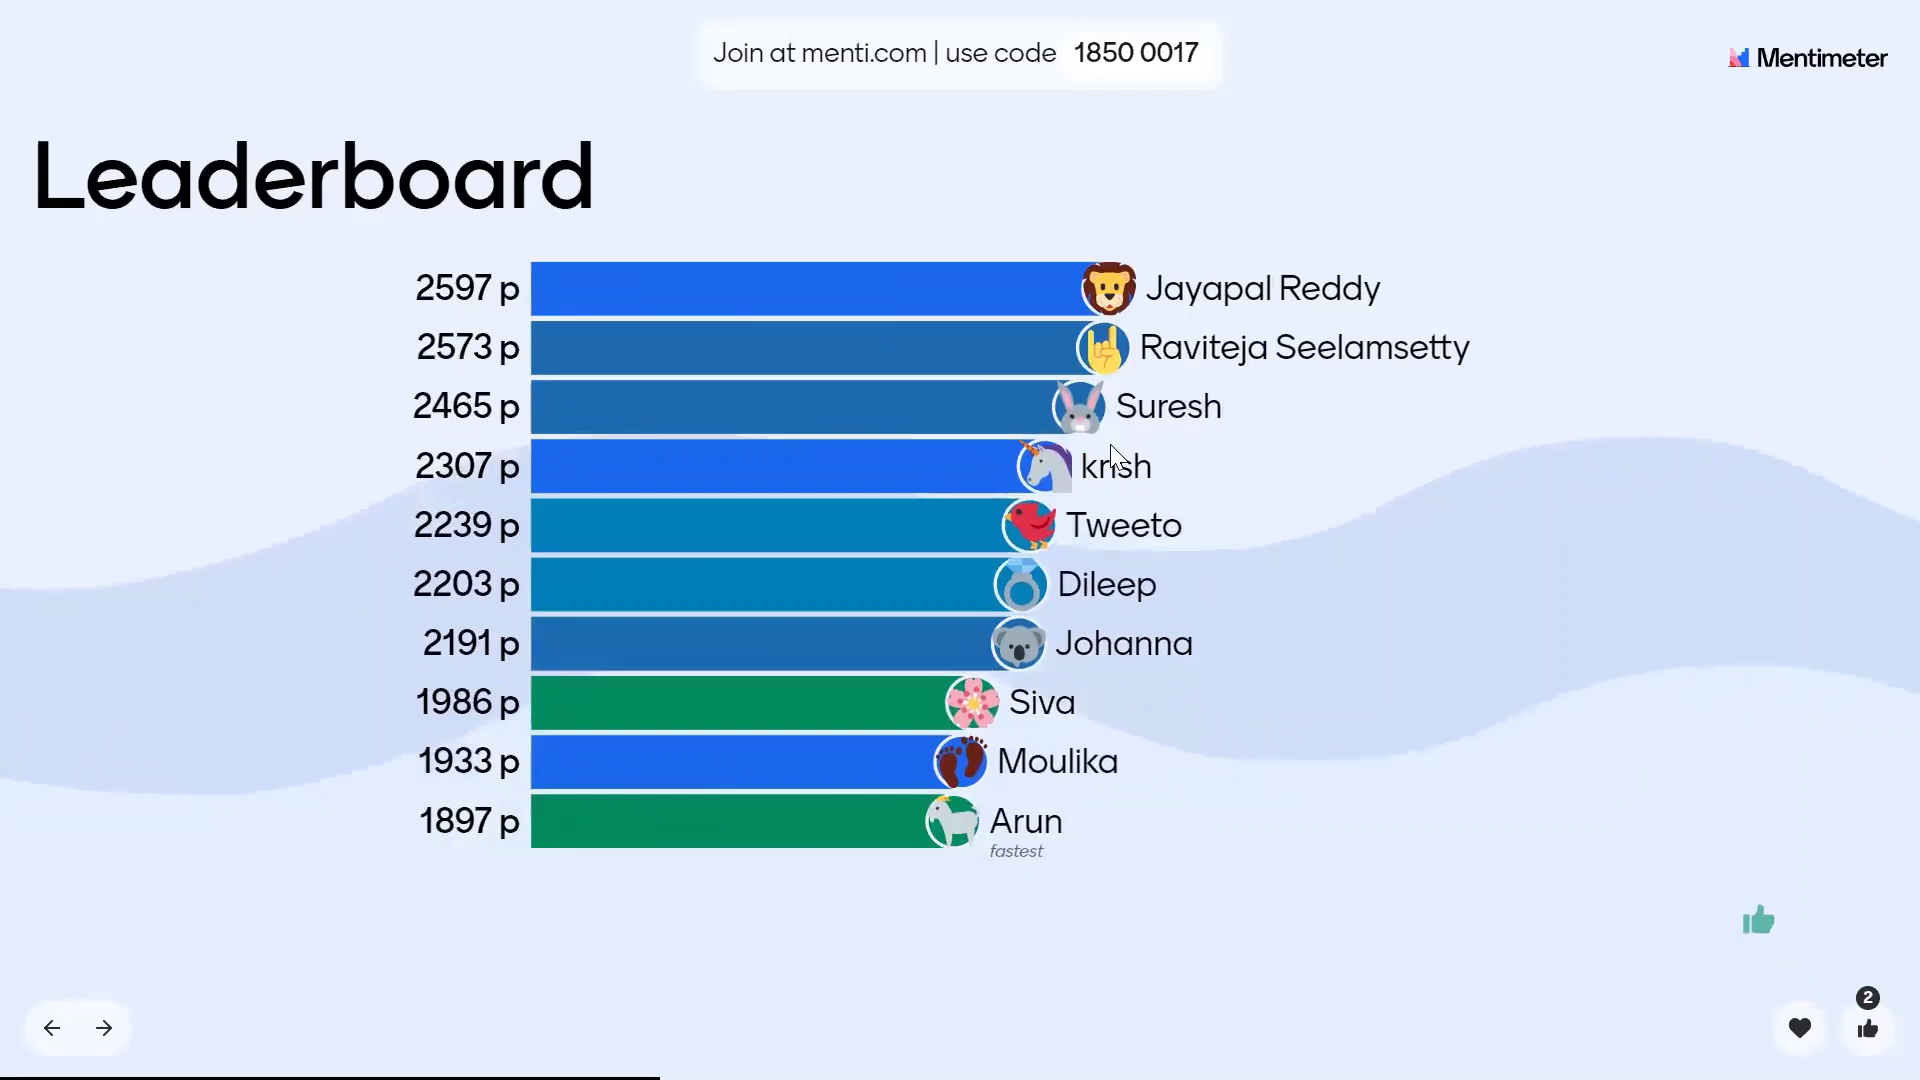 Join at menti.com | use code 1850 0017
Mentimeter
Leaderboard
2597 p Jayapal Reddy
2573 p Raviteja Seelamsetty
2465 p Suresh
2307 p krish
2239 p Tweeto
2203 p Dileep
2191 p Johanna
1986 p Siva
1933 p Moulika
1897 p Arun
fastest
2